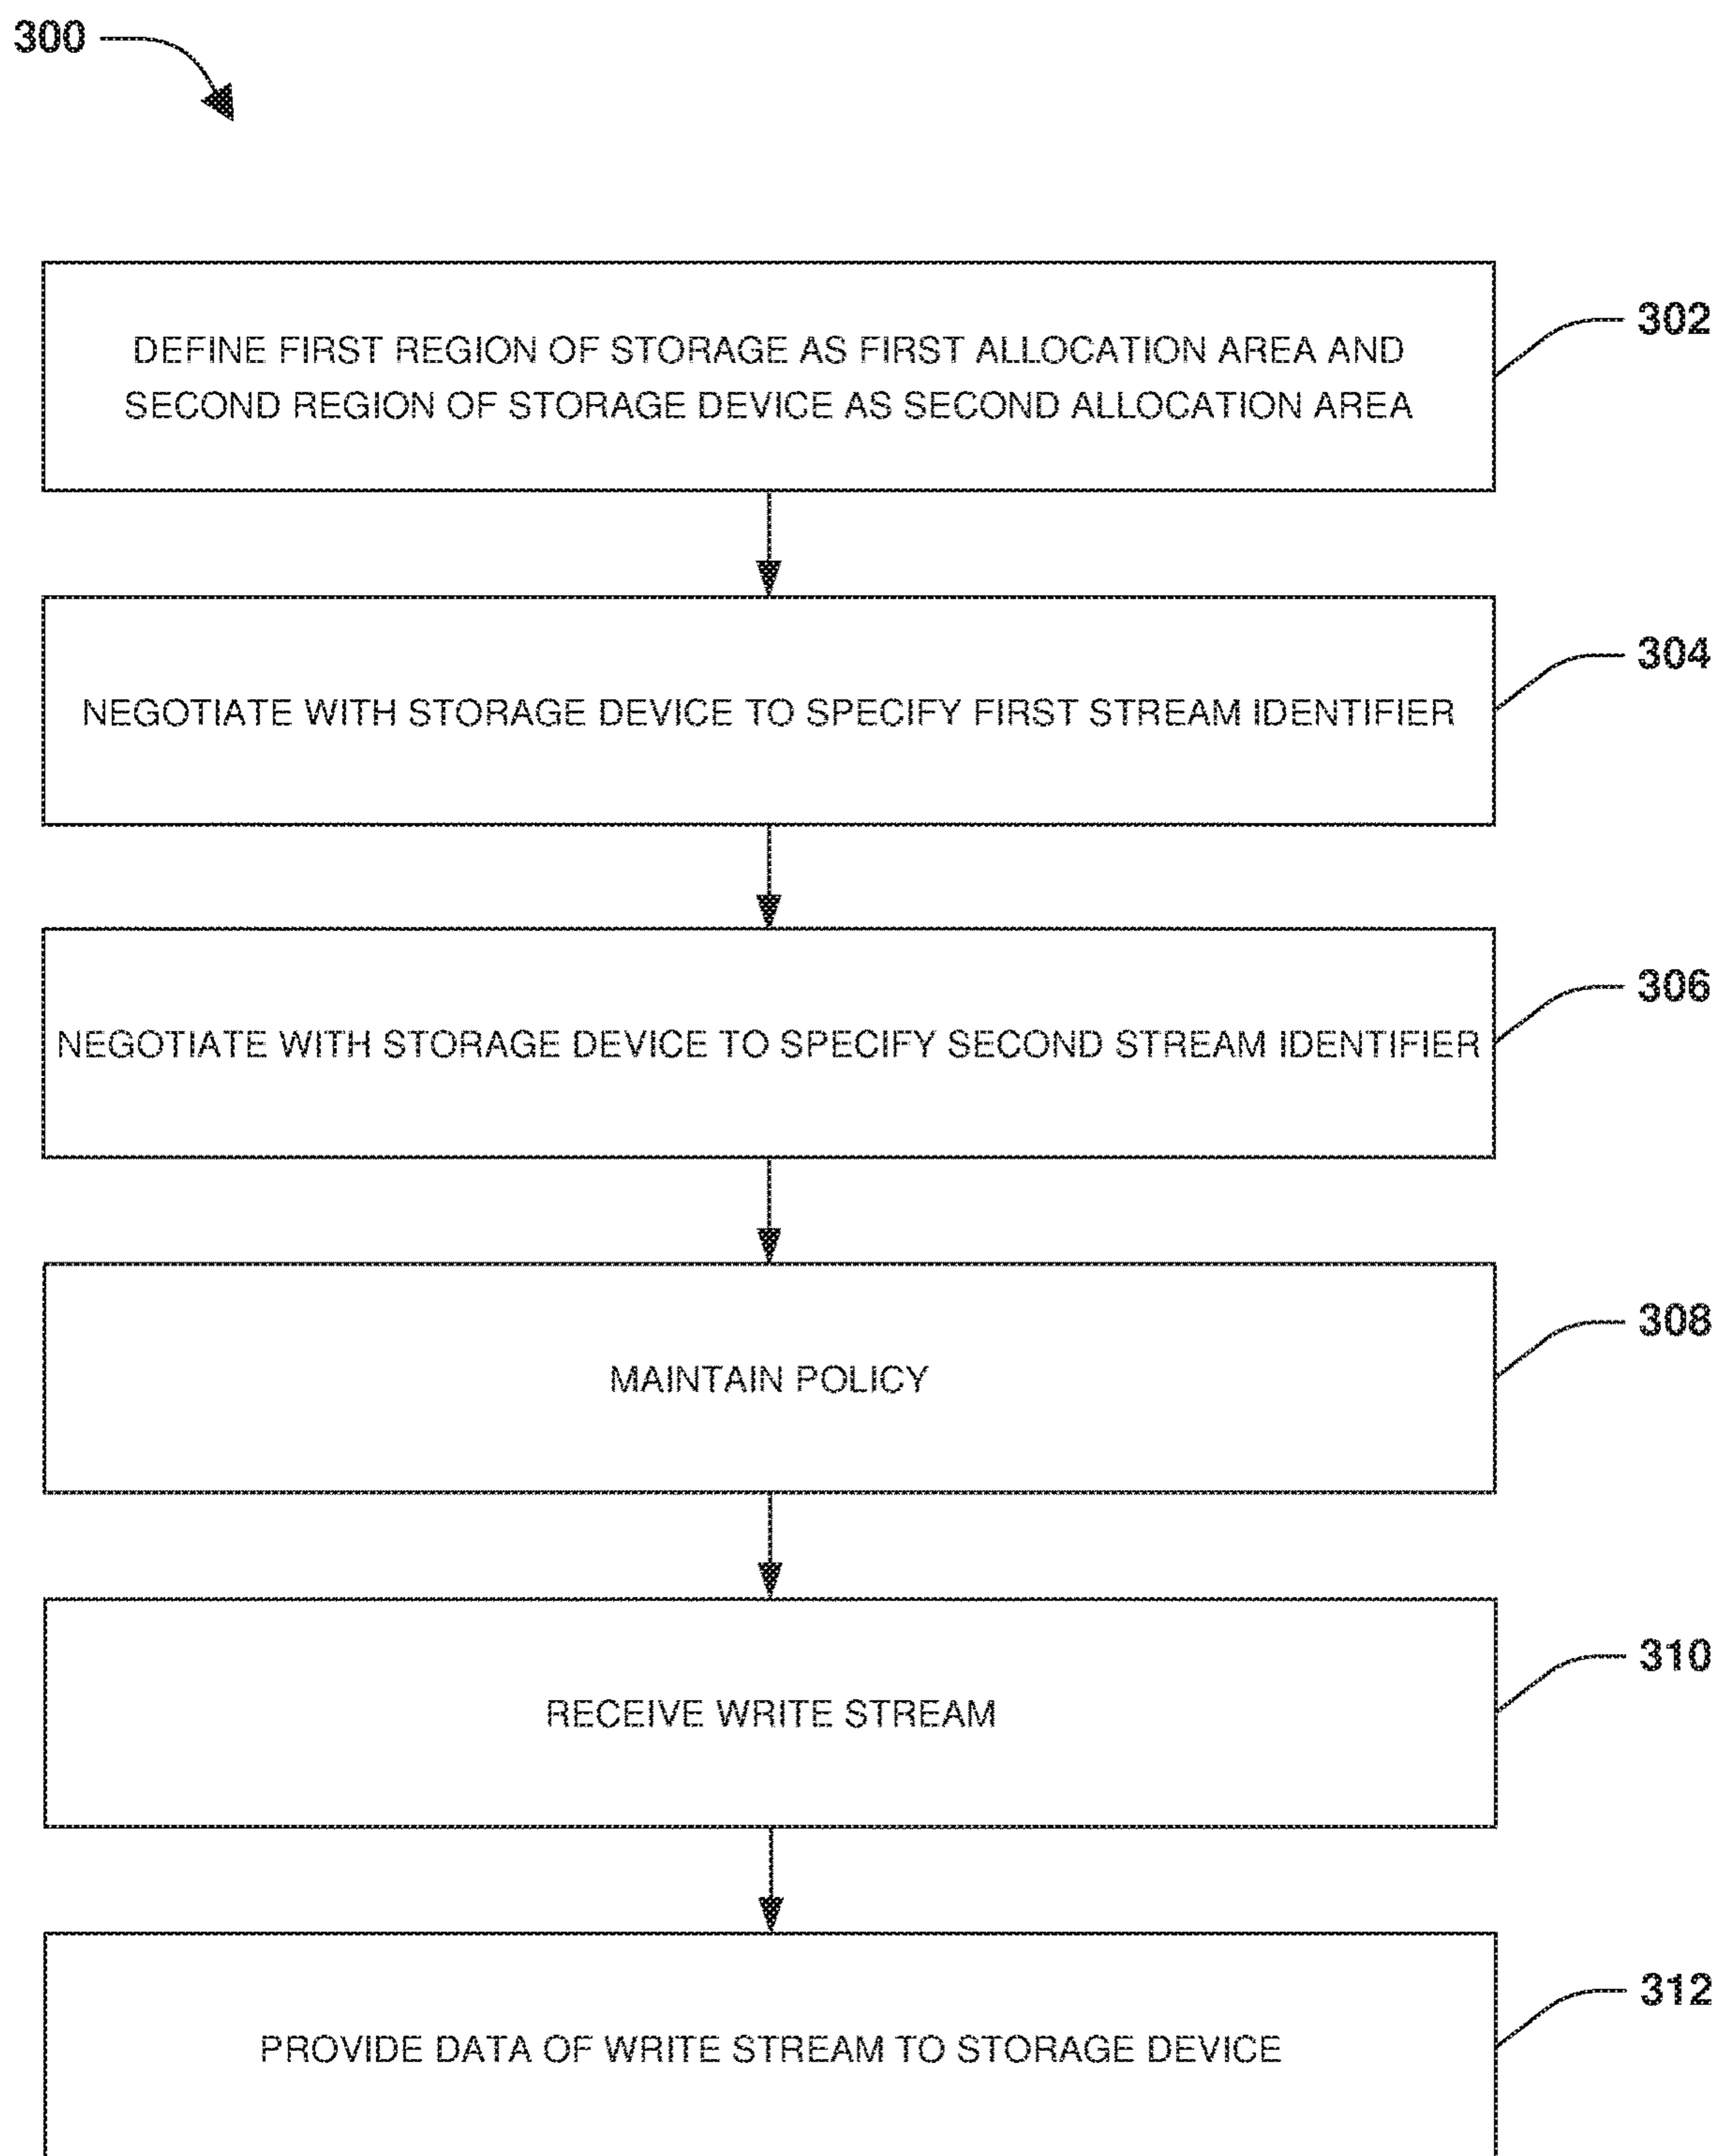 300
DEFINE FIRST REGION OF STORAGE AS FIRST ALLOCATION AREA AND
SECOND REGION OF STORAGE DEVICE AS SECOND ALLOCATION AREA
302
NEGOTIATE WITH STORAGE DEVICE TO SPECIFY FIRST STREAM IDENTIFIER
304
NEGOTIATE WITH STORAGE DEVICE TO SPECIFY SECOND STREAM IDENTIFIER
306
MAINTAIN POLICY
308
RECEIVE WRITE STREAM
310
PROVIDE DATA OF WRITE STREAM TO STORAGE DEVICE
312